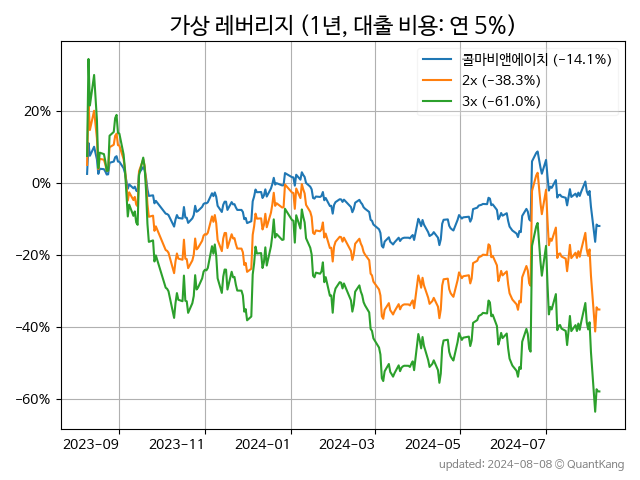 가상 레버리지 (1년, 대출 비용: 연 5%)
콜마비앤에이치 (−14.1%)
2x (−38.3%)
3x (−61.0%)
20%
0%
−20%
−40%
−60%
2023-09 2023-11 2024-01 2024-03 2024-05 2024-07
updated: 2024-08-08 © QuantKang